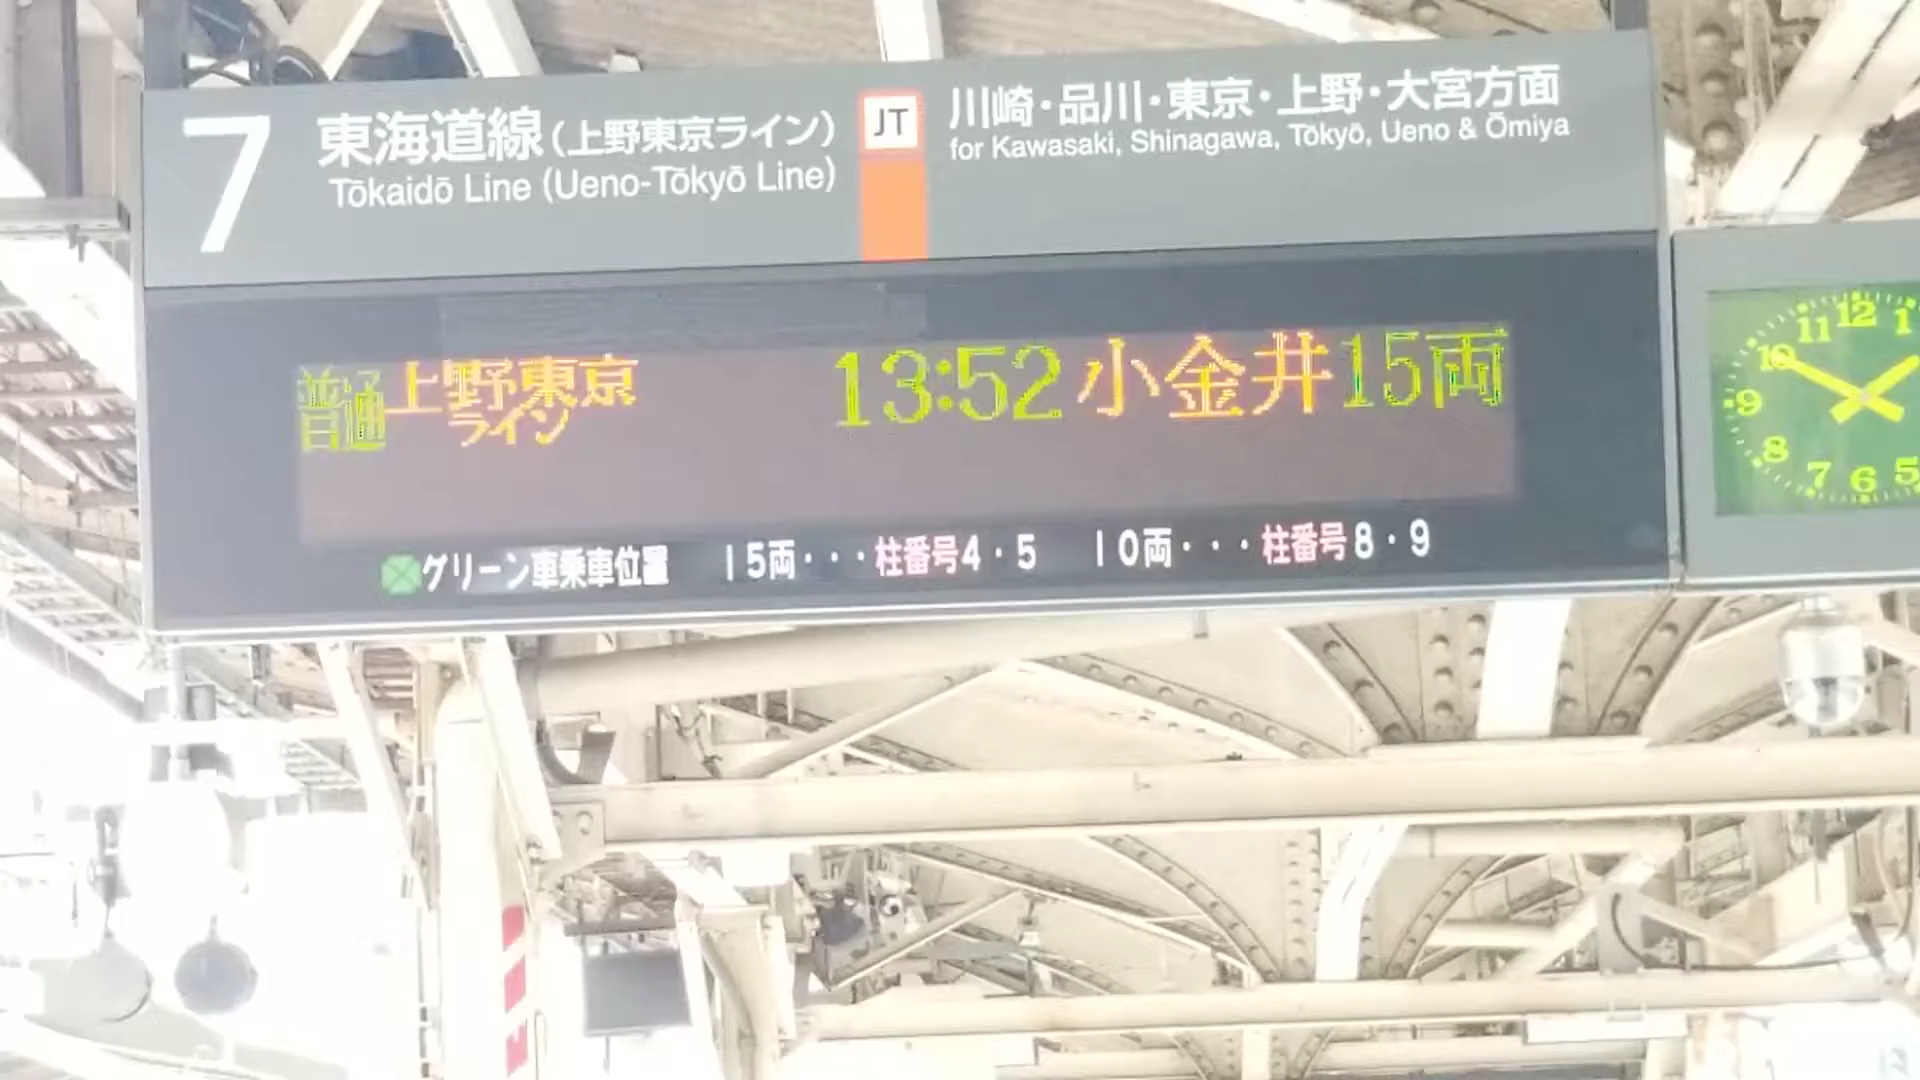 7
東海道線(上野東京ライン)
Tōkaidō Line (Ueno-Tōkyō Line)
JT
川崎・品川・東京・上野・大宮方面
for Kawasaki, Shinagawa, Tōkyō, Ueno & Ōmiya
普通 上野東京ライン 13:52 小金井 15両
グリーン車乗車位置 15両・・・柱番号4・5 10両・・・柱番号8・9
12
11 1
10
9
8
7 6 5